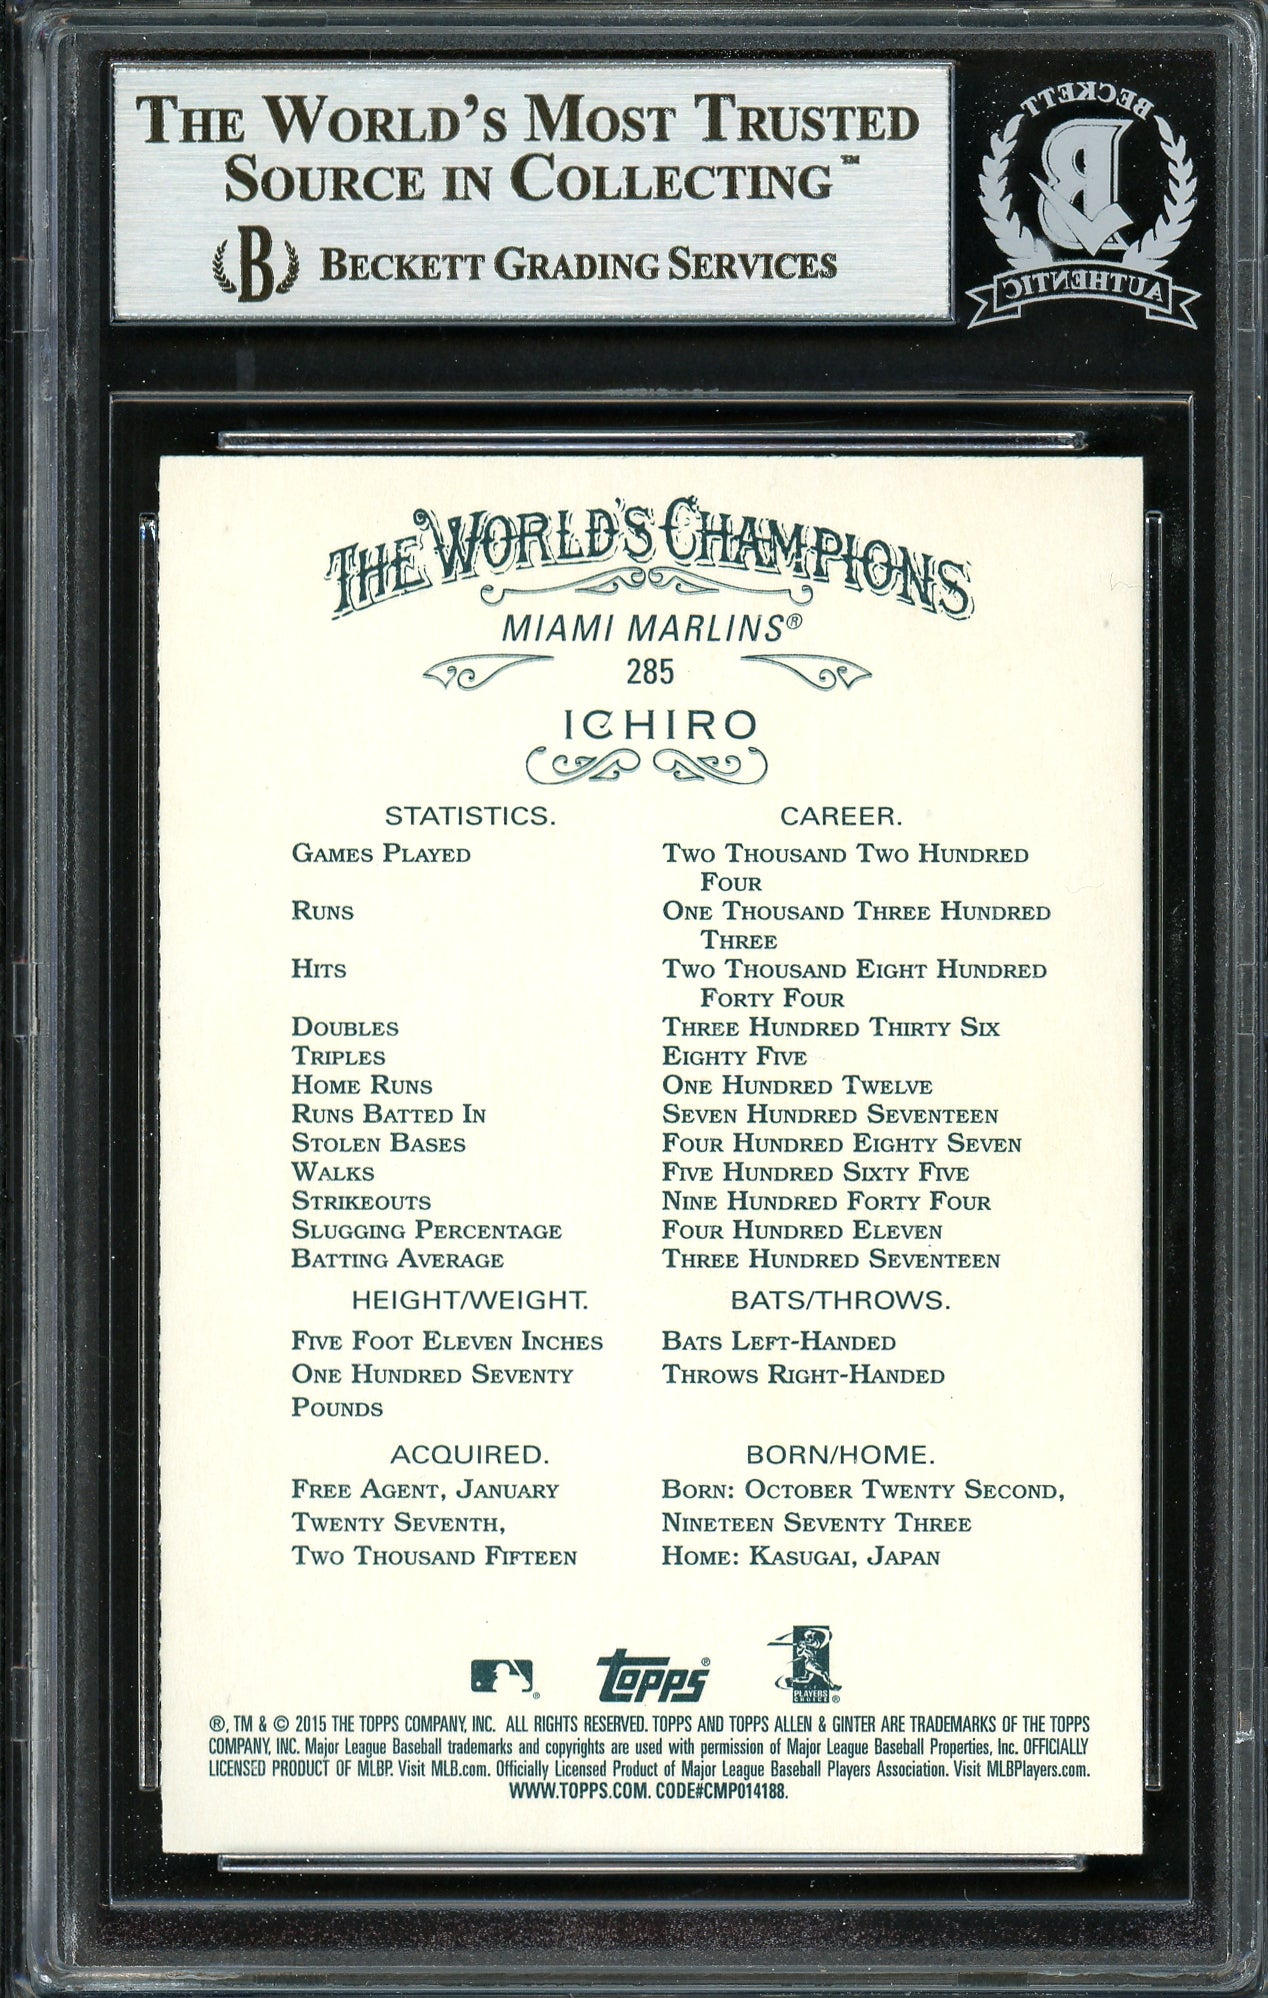 THE WORLD'S MOST TRUSTED
SOURCE IN COLLECTING™
B BECKETT GRADING SERVICES
BECKETT
B
AUTHENTIC
THE WORLD'S CHAMPIONS
MIAMI MARLINS®
285
ICHIRO
STATISTICS. CAREER.
GAMES PLAYED TWO THOUSAND TWO HUNDRED
FOUR
RUNS ONE THOUSAND THREE HUNDRED
THREE
HITS TWO THOUSAND EIGHT HUNDRED
FORTY FOUR
DOUBLES THREE HUNDRED THIRTY SIX
TRIPLES EIGHTY FIVE
HOME RUNS ONE HUNDRED TWELVE
RUNS BATTED IN SEVEN HUNDRED SEVENTEEN
STOLEN BASES FOUR HUNDRED EIGHTY SEVEN
WALKS FIVE HUNDRED SIXTY FIVE
STRIKEOUTS NINE HUNDRED FORTY FOUR
SLUGGING PERCENTAGE FOUR HUNDRED ELEVEN
BATTING AVERAGE THREE HUNDRED SEVENTEEN
HEIGHT/WEIGHT. BATS/THROWS.
FIVE FOOT ELEVEN INCHES BATS LEFT-HANDED
ONE HUNDRED SEVENTY THROWS RIGHT-HANDED
POUNDS
ACQUIRED. BORN/HOME.
FREE AGENT, JANUARY BORN: OCTOBER TWENTY SECOND,
TWENTY SEVENTH, NINETEEN SEVENTY THREE
TWO THOUSAND FIFTEEN HOME: KASUGAI, JAPAN
® topps® PLAYERS CHOICE ®
®, TM & © 2015 THE TOPPS COMPANY, INC. ALL RIGHTS RESERVED. TOPPS AND TOPPS ALLEN & GINTER ARE TRADEMARKS OF THE TOPPS
COMPANY, INC. Major League Baseball trademarks and copyrights are used with permission of Major League Baseball Properties, Inc. OFFICIALLY
LICENSED PRODUCT OF MLBP. Visit MLB.com. Officially Licensed Product of Major League Baseball Players Association. Visit MLBPlayers.com.
WWW.TOPPS.COM. CODE#CMP014188.